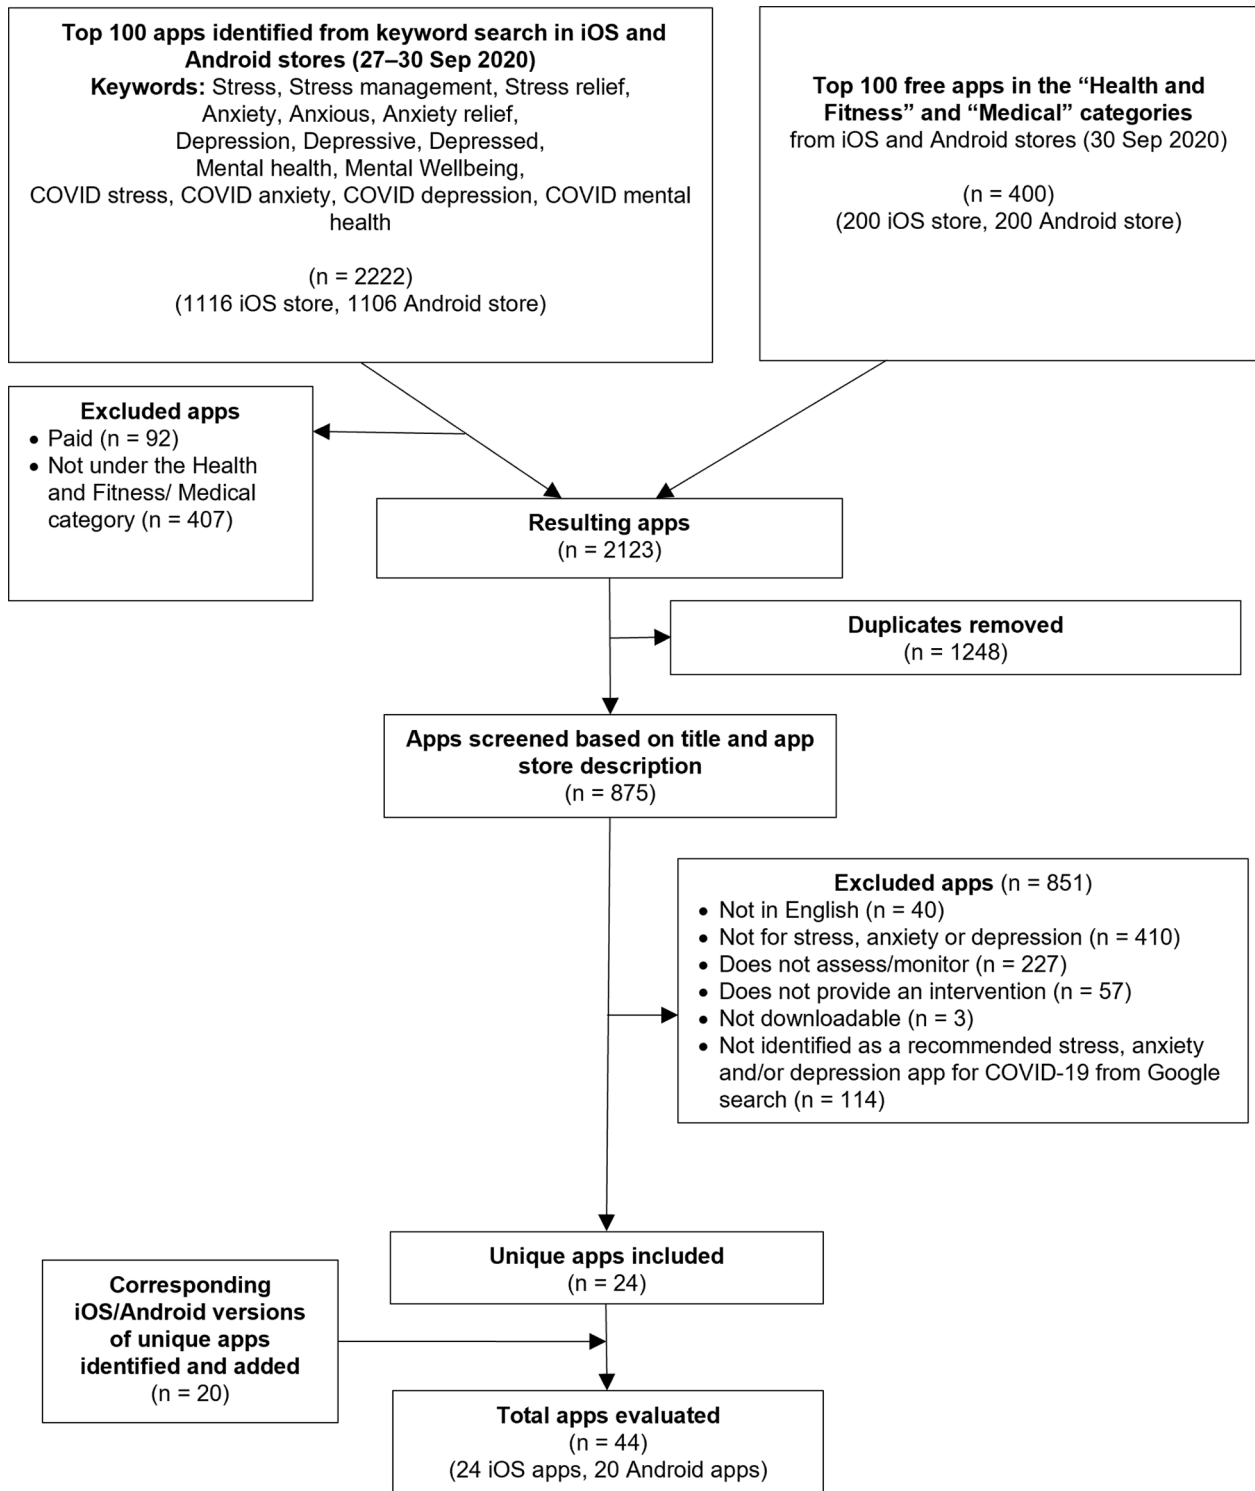 Top 100 apps identified from keyword search in iOS and
Android stores (27–30 Sep 2020)
Keywords: Stress, Stress management, Stress relief,
Anxiety, Anxious, Anxiety relief,
Depression, Depressive, Depressed,
Mental health, Mental Wellbeing,
COVID stress, COVID anxiety, COVID depression, COVID mental
health
(n = 2222)
(1116 iOS store, 1106 Android store)
Top 100 free apps in the “Health and
Fitness” and “Medical” categories
from iOS and Android stores (30 Sep 2020)
(n = 400)
(200 iOS store, 200 Android store)
Excluded apps
• Paid (n = 92)
• Not under the Health
and Fitness/ Medical
category (n = 407)
Resulting apps
(n = 2123)
Duplicates removed
(n = 1248)
Apps screened based on title and app
store description
(n = 875)
Excluded apps (n = 851)
• Not in English (n = 40)
• Not for stress, anxiety or depression (n = 410)
• Does not assess/monitor (n = 227)
• Does not provide an intervention (n = 57)
• Not downloadable (n = 3)
• Not identified as a recommended stress, anxiety
and/or depression app for COVID-19 from Google
search (n = 114)
Unique apps included
(n = 24)
Corresponding
iOS/Android versions
of unique apps
identified and added
(n = 20)
Total apps evaluated
(n = 44)
(24 iOS apps, 20 Android apps)